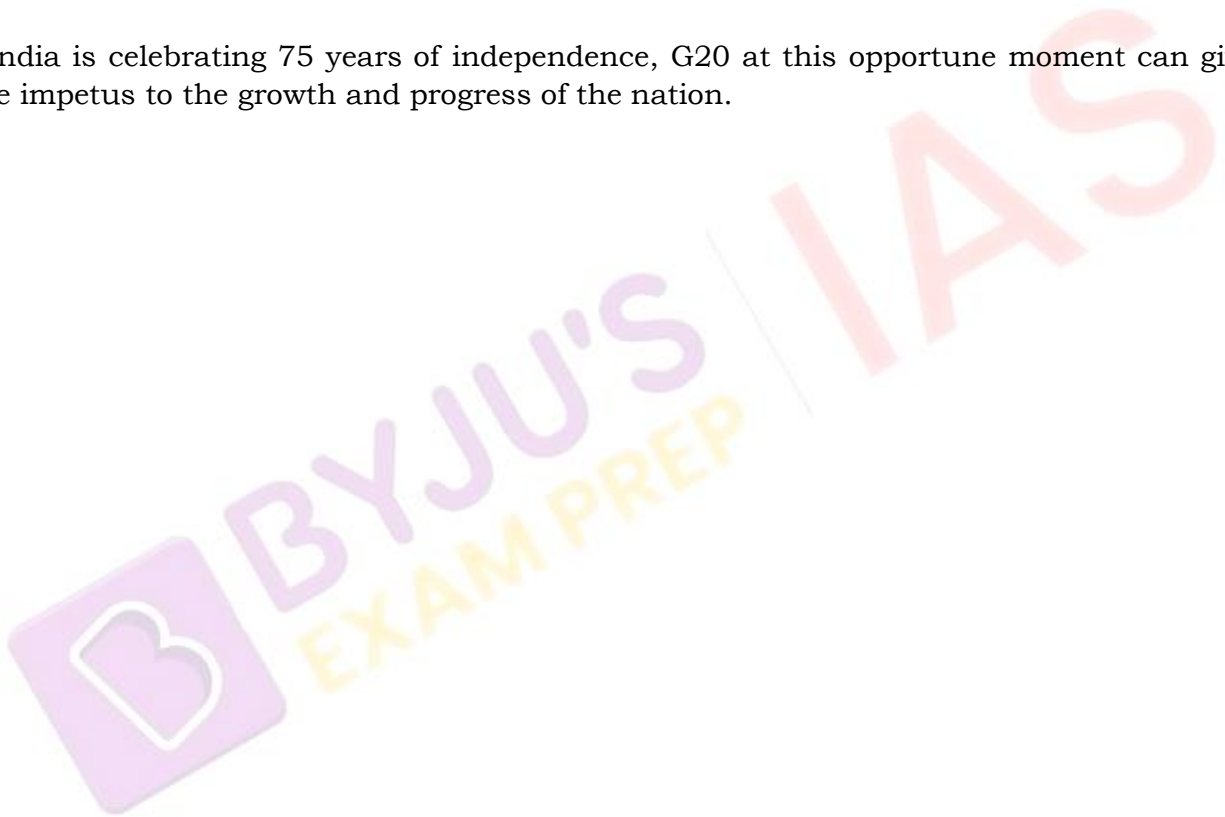 ndia is celebrating 75 years of independence, G20 at this opportune moment can gi
e impetus to the growth and progress of the nation.
BYJU'S
EXAM PREP
IAS